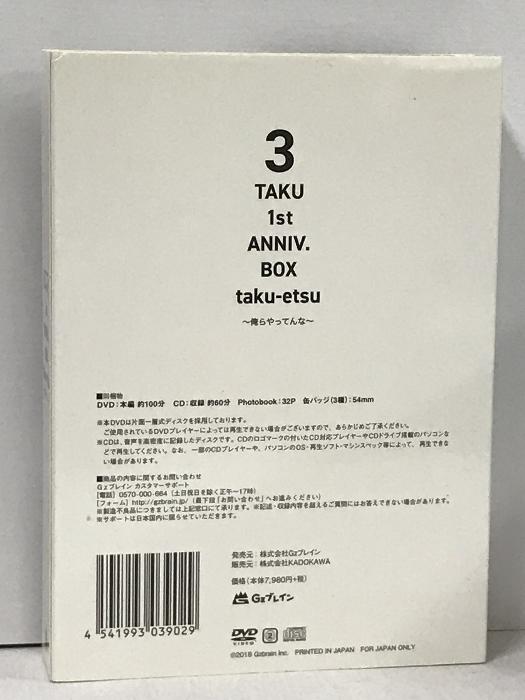 3
TAKU
1st
ANNIV.
BOX
taku-etsu
〜俺らやってんな〜
■同梱物
DVD:本編 約100分 CD:収録 約60分 Photobook:32P 缶バッジ(3種):54mm
※本DVDは片面一層式ディスクを採用しております。
ご使用されているDVDプレイヤーによっては再生できない場合がございますので、あらかじめご了承ください。
※CDは、音声を高密度に記録したディスクです。CDのロゴマークの付いたCD対応プレイヤーやCDドライブ搭載のパソコンな
どで再生してください。なお、一部のCDプレイヤーや、パソコンのOS・再生ソフト・マシンスペック等によって、再生できな
い場合があります。
■商品の内容に関するお問い合わせ
Gzブレイン カスタマーサポート
[電話] 0570-000-664(土日祝日を除く正午〜17時)
[フォーム] http://gzbrain.jp/(最下段「お問い合わせ」へお進みください)
※製造不良品につきましては上記窓口にて承ります。※記述・収録内容を超えるご質問にはお答えできない場合があります。
※サポートは日本国内に限らせていただきます。
発売元:株式会社Gzブレイン
販売元:株式会社KADOKAWA
価格(本体7,980円+税)
Gzブレイン
4 541993 039029
DVD VIDEO 2 COMPACT disc DIGITAL AUDIO
©2018 Gzbrain Inc. PRINTED IN JAPAN FOR JAPAN ONLY